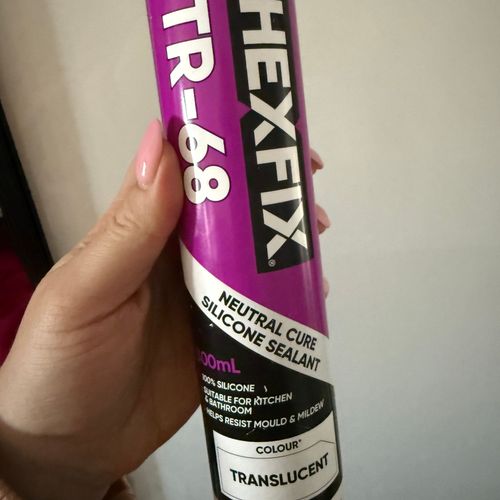 TR-68
HEXFIX®
NEUTRAL CURE
SILICONE SEALANT
00mL
100% SILICONE
SUITABLE FOR KITCHEN
& BATHROOM
HELPS RESIST MOULD & MILDEW
COLOUR*
TRANSLUCENT